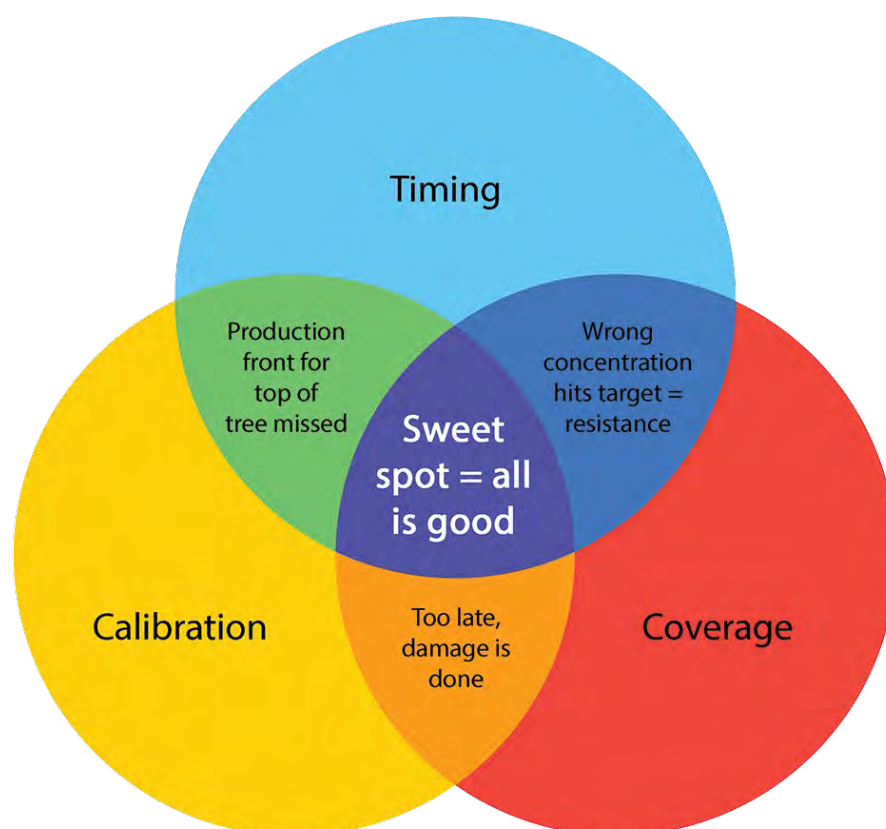 Timing
Production
front for
top of
tree missed
Wrong
concentration
hits target =
resistance
Sweet
spot = all
is good
Calibration
Too late,
damage is
done
Coverage